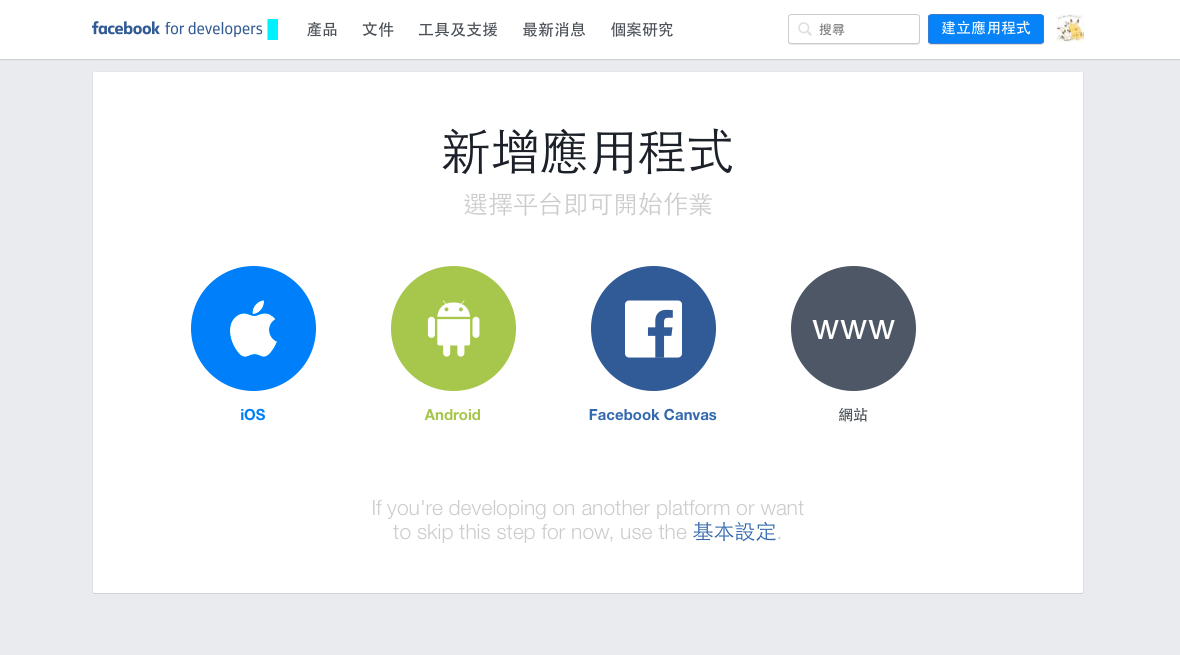 facebook for developers 產品 文件 工具及支援 最新消息 個案研究 搜尋 建立應用程式
新增應用程式
選擇平台即可開始作業
www
iOS Android Facebook Canvas 網站
If you're developing on another platform or want
to skip this step for now, use the 基本設定.